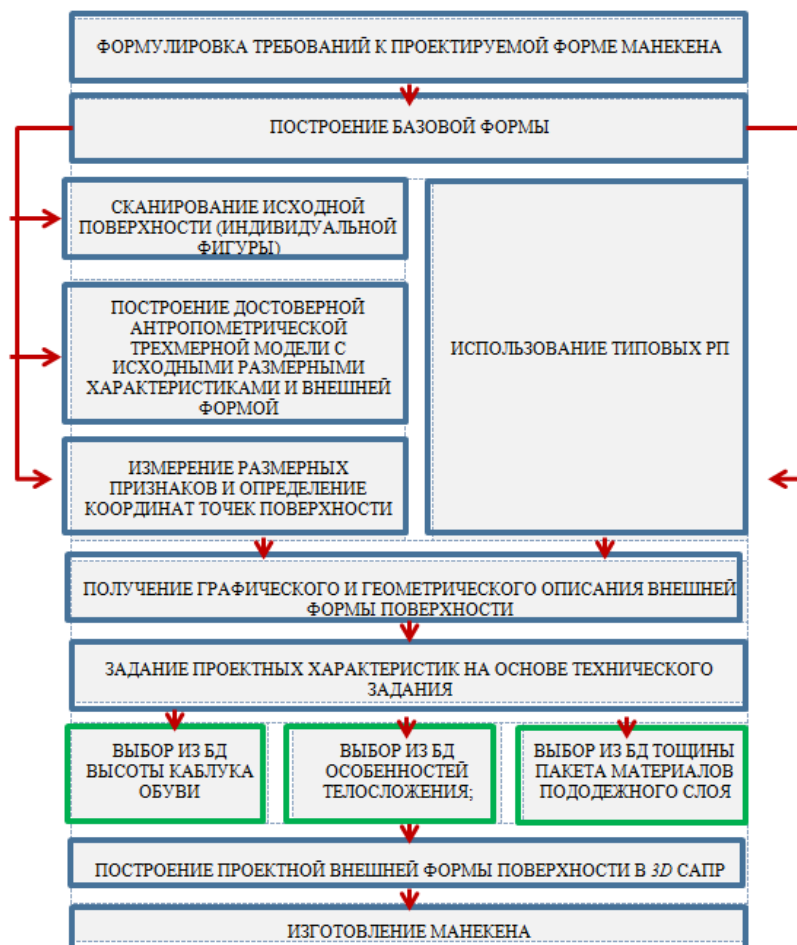 ФОРМУЛИРОВКА ТРЕБОВАНИЙ К ПРОЕКТИРУЕМОЙ ФОРМЕ МАНЕКЕНА
ПОСТРОЕНИЕ БАЗОВОЙ ФОРМЫ
СКАНИРОВАНИЕ ИСХОДНОЙ
ПОВЕРХНОСТИ (ИНДИВИДУАЛЬНОЙ
ФИГУРЫ)
ПОСТРОЕНИЕ ДОСТОВЕРНОЙ
АНТРОПОМЕТРИЧЕСКОЙ
ТРЕХМЕРНОЙ МОДЕЛИ С
ИСХОДНЫМИ РАЗМЕРНЫМИ
ХАРАКТЕРИСТИКАМИ И ВНЕШНЕЙ
ФОРМОЙ
ИЗМЕРЕНИЕ РАЗМЕРНЫХ
ПРИЗНАКОВ И ОПРЕДЕЛЕНИЕ
КООРДИНАТ ТОЧЕК ПОВЕРХНОСТИ
ИСПОЛЬЗОВАНИЕ ТИПОВЫХ РП
ПОЛУЧЕНИЕ ГРАФИЧЕСКОГО И ГЕОМЕТРИЧЕСКОГО ОПИСАНИЯ ВНЕШНЕЙ
ФОРМЫ ПОВЕРХНОСТИ
ЗАДАНИЕ ПРОЕКТНЫХ ХАРАКТЕРИСТИК НА ОСНОВЕ ТЕХНИЧЕСКОГО
ЗАДАНИЯ
ВЫБОР ИЗ БД
ВЫСОТЫ КАБЛУКА
ОБУВИ
ВЫБОР ИЗ БД
ОСОБЕННОСТЕЙ
ТЕЛОСЛОЖЕНИЯ;
ВЫБОР ИЗ БД ТОЩИНЫ
ПАКЕТА МАТЕРИАЛОВ
ПОДОДЕЖНОГО СЛОЯ
ПОСТРОЕНИЕ ПРОЕКТНОЙ ВНЕШНЕЙ ФОРМЫ ПОВЕРХНОСТИ В 3D САПР
ИЗГОТОВЛЕНИЕ МАНЕКЕНА